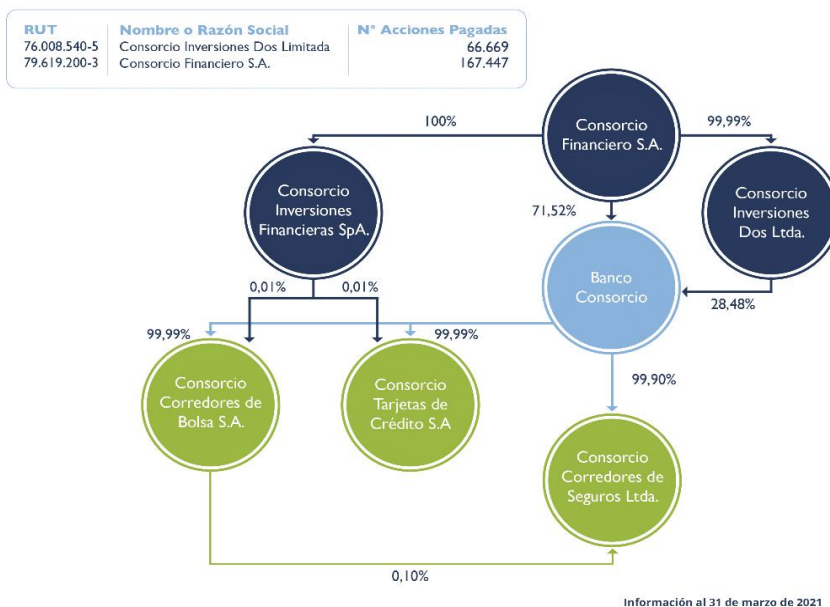 RUT Nombre o Razón Social N° Acciones Pagadas
76.008.540-5 Consorcio Inversiones Dos Limitada 66.669
79.619.200-3 Consorcio Financiero S.A. 167.447
100%
Consorcio
Financiero S.A.
99,99%
Consorcio
Inversiones
Financieras SpA.
71,52%
Consorcio
Inversiones
Dos Ltda.
0,01%
0,01%
Banco
Consorcio
28,48%
99,99%
99,99%
Consorcio
Corredores de
Bolsa S.A.
Consorcio
Tarjetas de
Crédito S.A
99,90%
Consorcio
Corredores de
Seguros Ltda.
0,10%
Información al 31 de marzo de 2021